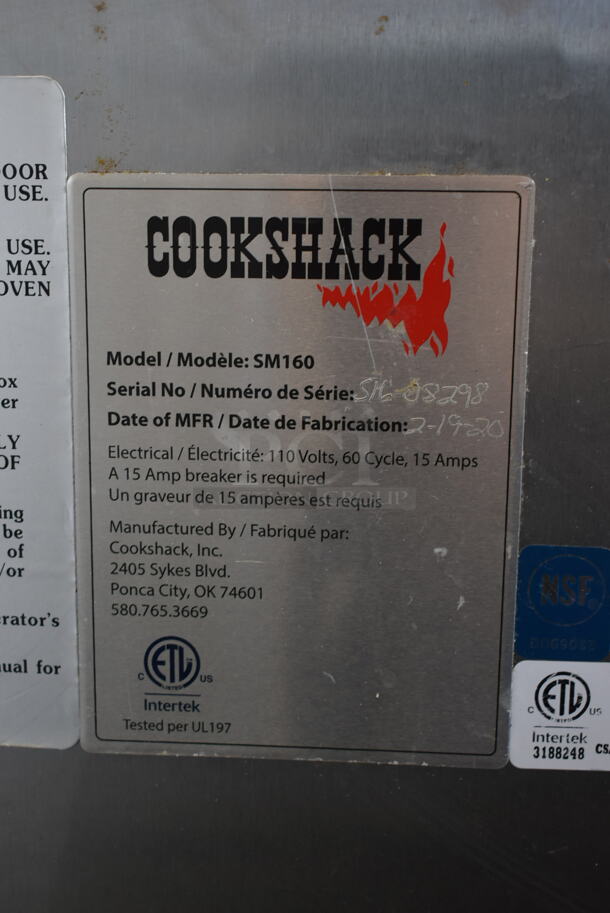 OOR
USE.
USE.
MAY
OVEN
ox
er
LY
OF
ing
be
of
/or
erator's
ual for
COOKSHACK
Model / Modèle: SM160
Serial No / Numéro de Série:
Date of MFR / Date de Fabrication: 2-19-20
Electrical / Électricité: 110 Volts, 60 Cycle, 15 Amps
A 15 Amp breaker is required
Un graveur de 15 ampères est requis
Manufactured By / Fabriqué par:
Cookshack, Inc.
2405 Sykes Blvd.
Ponca City, OK 74601
580.765.3669
C ETL US
LISTED
Intertek
Tested per UL197
NSF
C ETL US
LISTED
Intertek
3188248
CSA